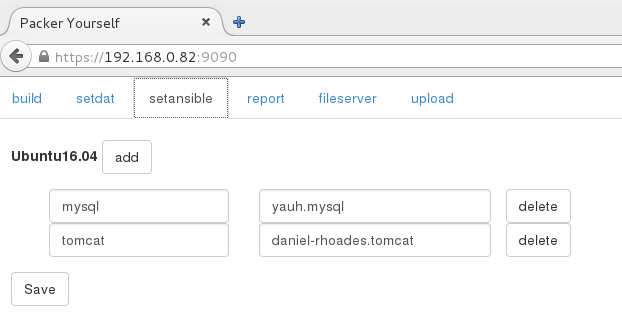 Packer Yourself
https://192.168.0.82:9090
build setdat setansible report fileserver upload
Ubuntu16.04 add
mysql yauh.mysql delete
tomcat daniel-rhoades.tomcat delete
Save